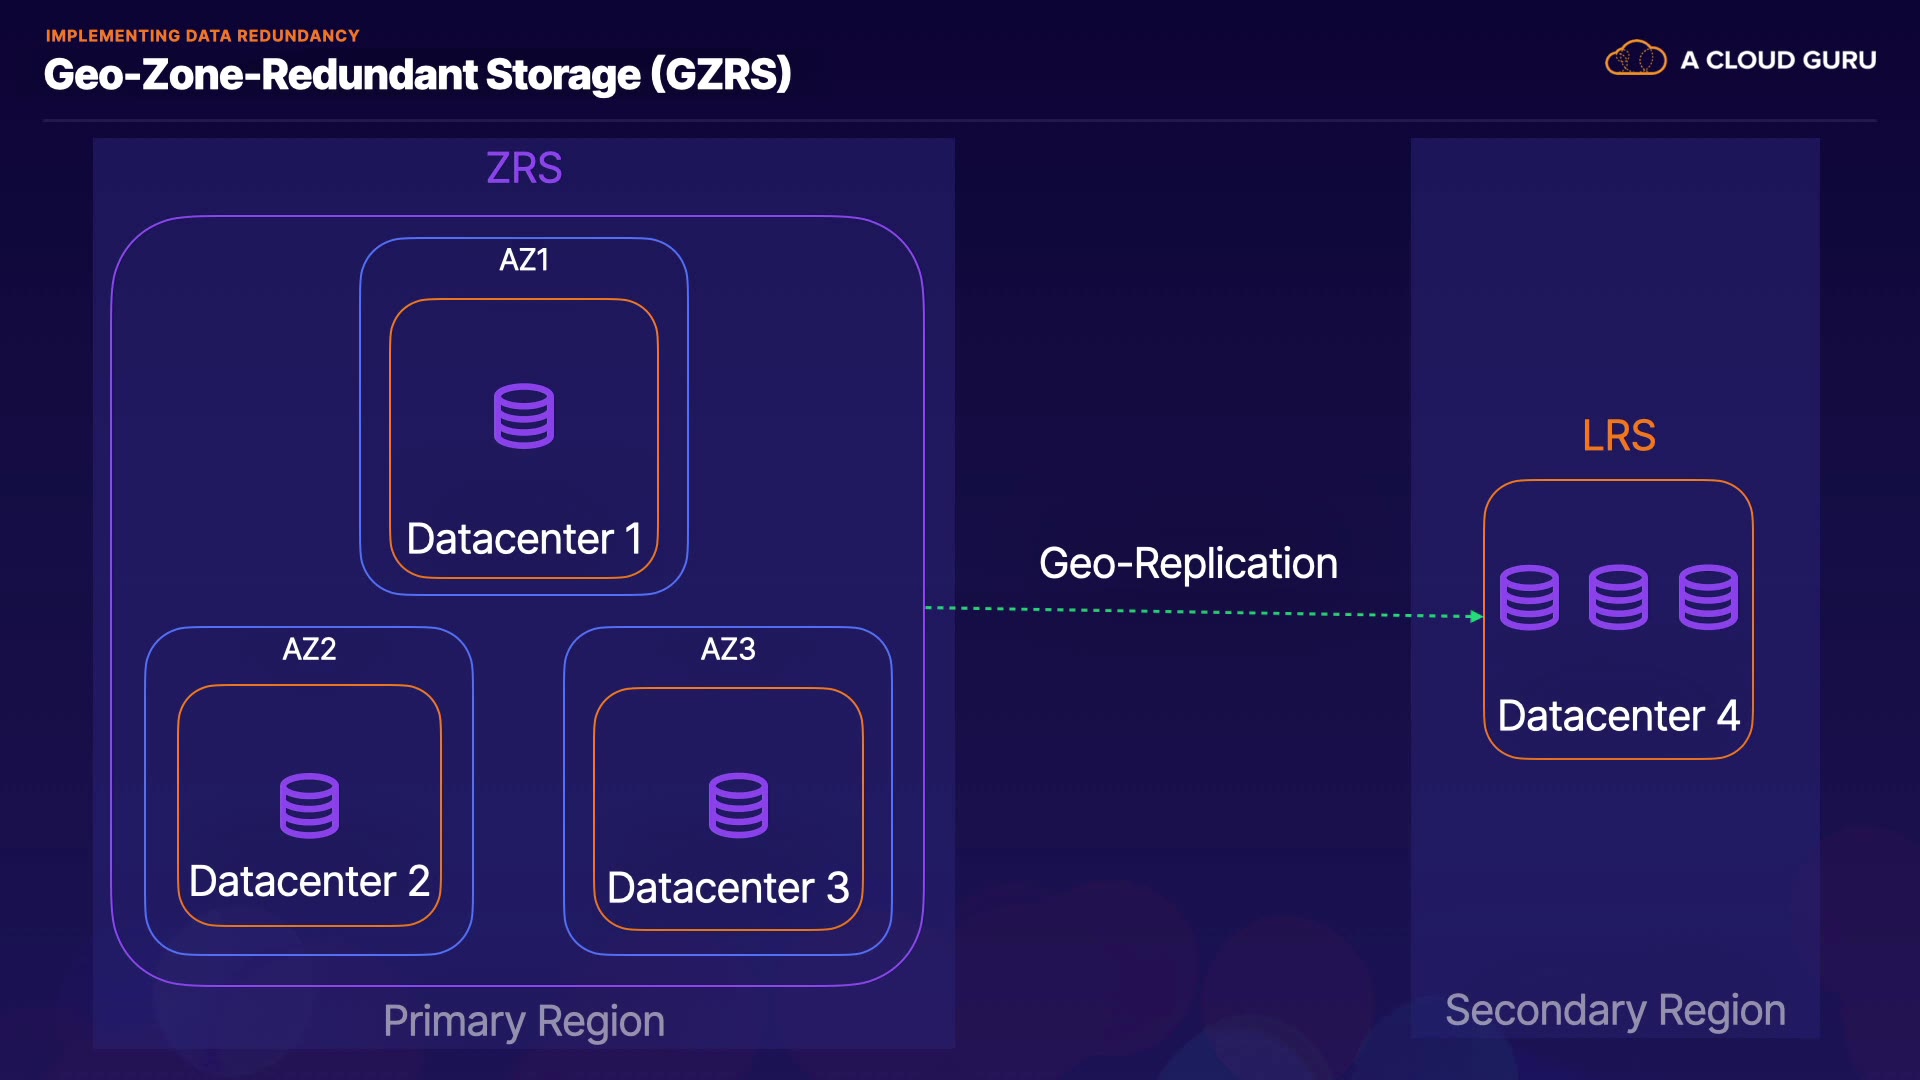 IMPLEMENTING DATA REDUNDANCY
Geo-Zone-Redundant Storage (GZRS)
A CLOUD GURU
ZRS
AZ1
Datacenter 1
AZ2
Datacenter 2
AZ3
Datacenter 3
Primary Region
Geo-Replication
LRS
Datacenter 4
Secondary Region